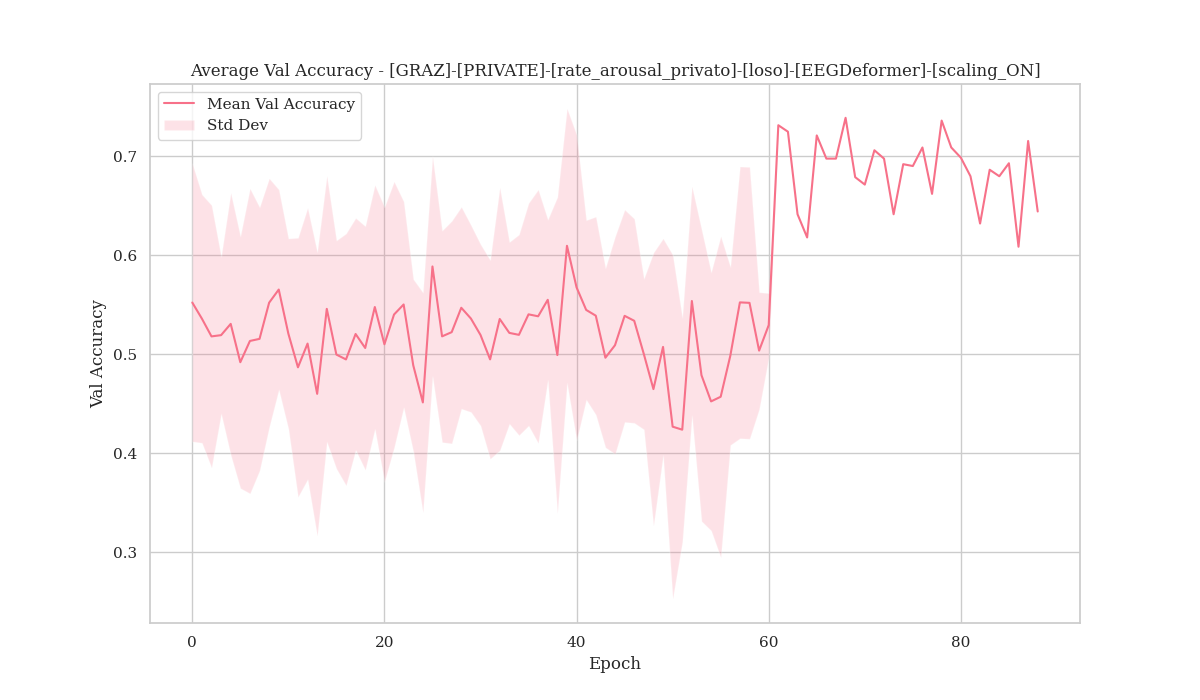 Average Val Accuracy - [GRAZ]-[PRIVATE]-[rate_arousal_privato]-[loso]-[EEGDeformer]-[scaling_ON]
Mean Val Accuracy
Std Dev
Val Accuracy
0.7
0.6
0.5
0.4
0.3
0 20 40 60 80
Epoch